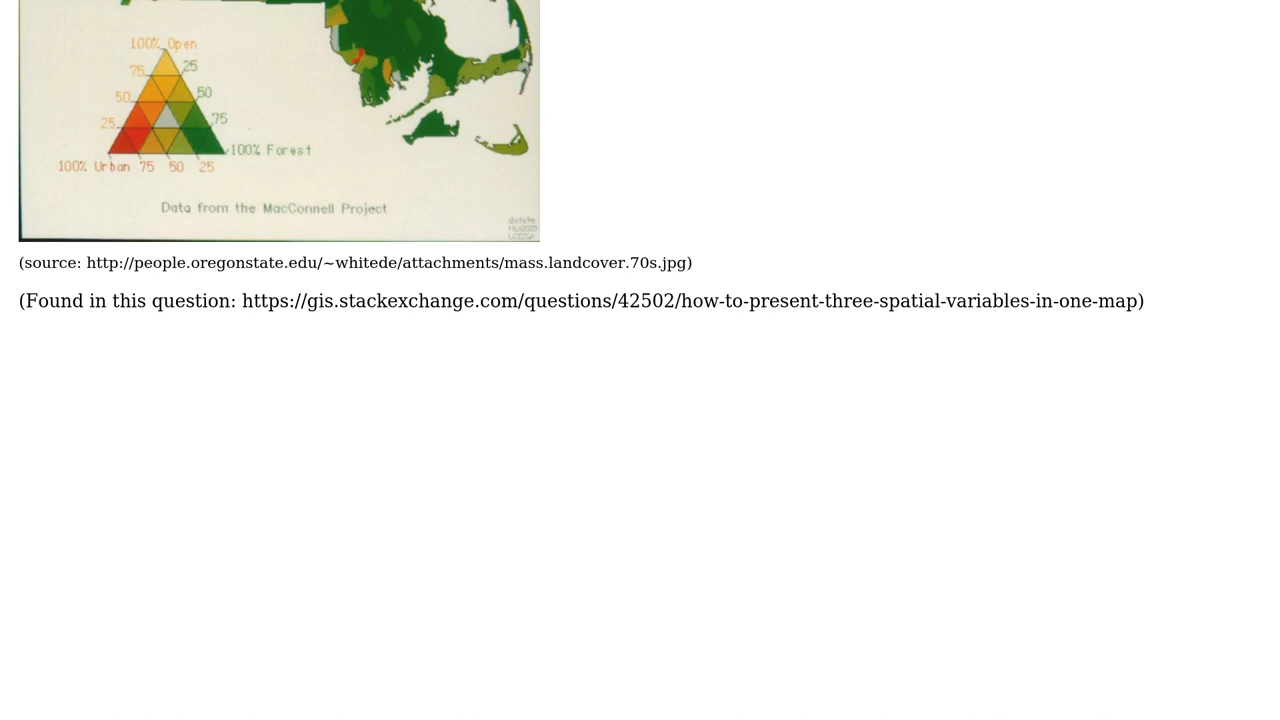 100% Open
75 25
50 50
25 75
100% Forest
100% Urban 75 50 25
Data from the MacConnell Project
(source: http://people.oregonstate.edu/~whitede/attachments/mass.landcover.70s.jpg)
(Found in this question: https://gis.stackexchange.com/questions/42502/how-to-present-three-spatial-variables-in-one-map)